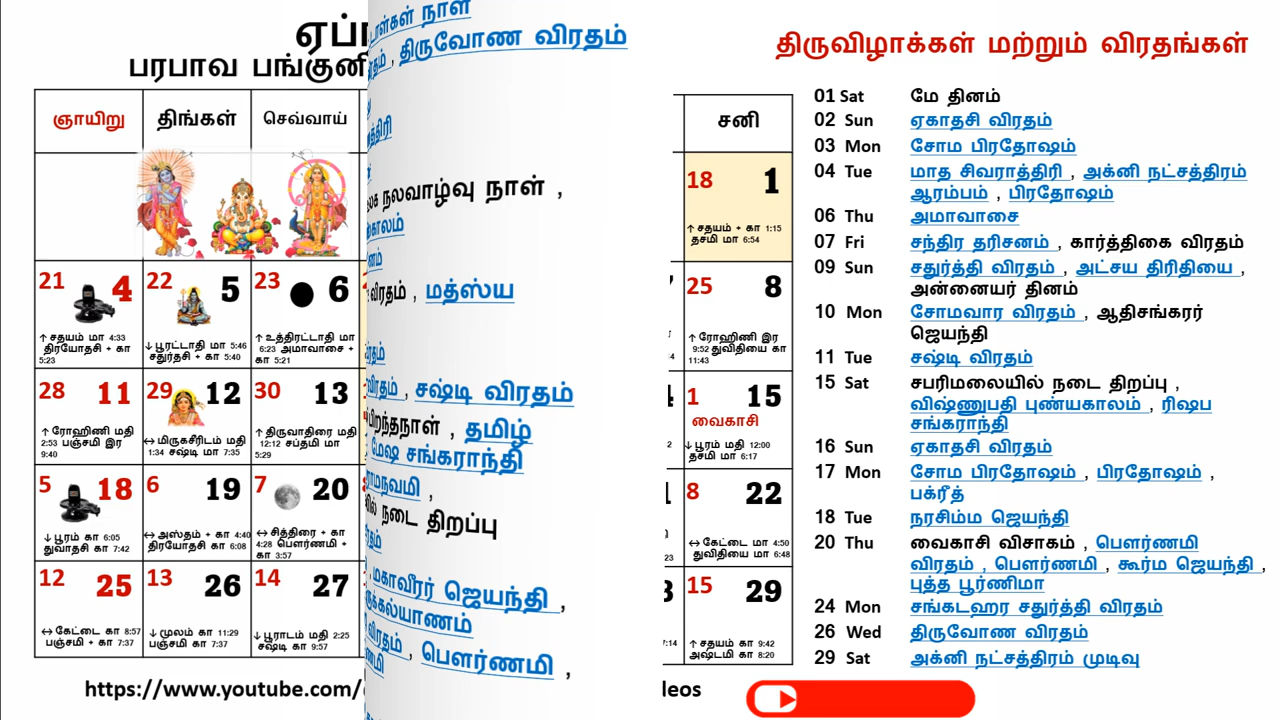 ஏப்
பரபாவ பங்குனி
ஞாயிறு திங்கள் செவ்வாய்
21 4 22 5 23 6
↑ சதயம் மா 4:33
திரயோதசி + கா
5:23
↓ பூரட்டாதி மா 5:46
சதுர்தசி + கா 5:40
↑ உத்திரட்டாதி மா
6:23 அமாவாசை +
கா 5:21
28 11 29 12 30 13
↑ ரோஹிணி மதி
2:53 பஞ்சமி இர
9:40
↔ மிருகசீரிடம் மதி
1:34 சஷ்டி மா 7:35
↑ திருவாதிரை மதி
12:12 சப்தமி மா
5:29
5 18 6 19 7 20
↓ பூரம் கா 6:05
துவாதசி கா 7:42
↔ அஸ்தம் + கா 4:40
திரயோதசி கா 6:08
↔ சித்திரை + கா
4:28 பௌர்ணமி +
கா 3:57
12 25 13 26 14 27
↔ கேட்டை கா 8:57
பஞ்சமி + கா 7:37
↓ மூலம் கா 11:29
பஞ்சமி கா 7:37
↓ பூராடம் மதி 2:25
சஷ்டி கா 9:57
https://www.youtube.com/
நாள்
, திருவோண விரதம்
நலவாழ்வு நாள் ,
விரதம் , மத்ஸ்ய
, சஷ்டி விரதம்
பிறந்தநாள் , தமிழ்
மேஷ சங்கராந்தி
நடை திறப்பு
மகாவீரர் ஜெயந்தி ,
விரதம் , பௌர்ணமி ,
சனி
18 1
↑ சதயம் + கா 1:15
தசமி மா 6:54
25 8
↑ ரோஹிணி இர
9:52 துவிதியை கா
11:43
1 15
வைகாசி
↓ பூரம் மதி 12:00
தசமி மா 6:17
8 22
↔ கேட்டை மா 4:50
துவிதியை மா 6:48
15 29
↑ சதயம் கா 9:42
அஷ்டமி கா 8:20
leos
திருவிழாக்கள் மற்றும் விரதங்கள்
01 Sat மே தினம்
02 Sun ஏகாதசி விரதம்
03 Mon சோம பிரதோஷம்
04 Tue மாத சிவராத்திரி , அக்னி நட்சத்திரம்
ஆரம்பம் , பிரதோஷம்
06 Thu அமாவாசை
07 Fri சந்திர தரிசனம் , கார்த்திகை விரதம்
09 Sun சதுர்த்தி விரதம் , அட்சய திரிதியை ,
அன்னையர் தினம்
10 Mon சோமவார விரதம் , ஆதிசங்கரர்
ஜெயந்தி
11 Tue சஷ்டி விரதம்
15 Sat சபரிமலையில் நடை திறப்பு ,
விஷ்ணுபதி புண்யகாலம் , ரிஷப
சங்கராந்தி
16 Sun ஏகாதசி விரதம்
17 Mon சோம பிரதோஷம் , பிரதோஷம் ,
பக்ரீத்
18 Tue நரசிம்ம ஜெயந்தி
20 Thu வைகாசி விசாகம் , பௌர்ணமி
விரதம் , பௌர்ணமி , கூர்ம ஜெயந்தி ,
புத்த பூர்ணிமா
24 Mon சங்கடஹர சதுர்த்தி விரதம்
26 Wed திருவோண விரதம்
29 Sat அக்னி நட்சத்திரம் முடிவு